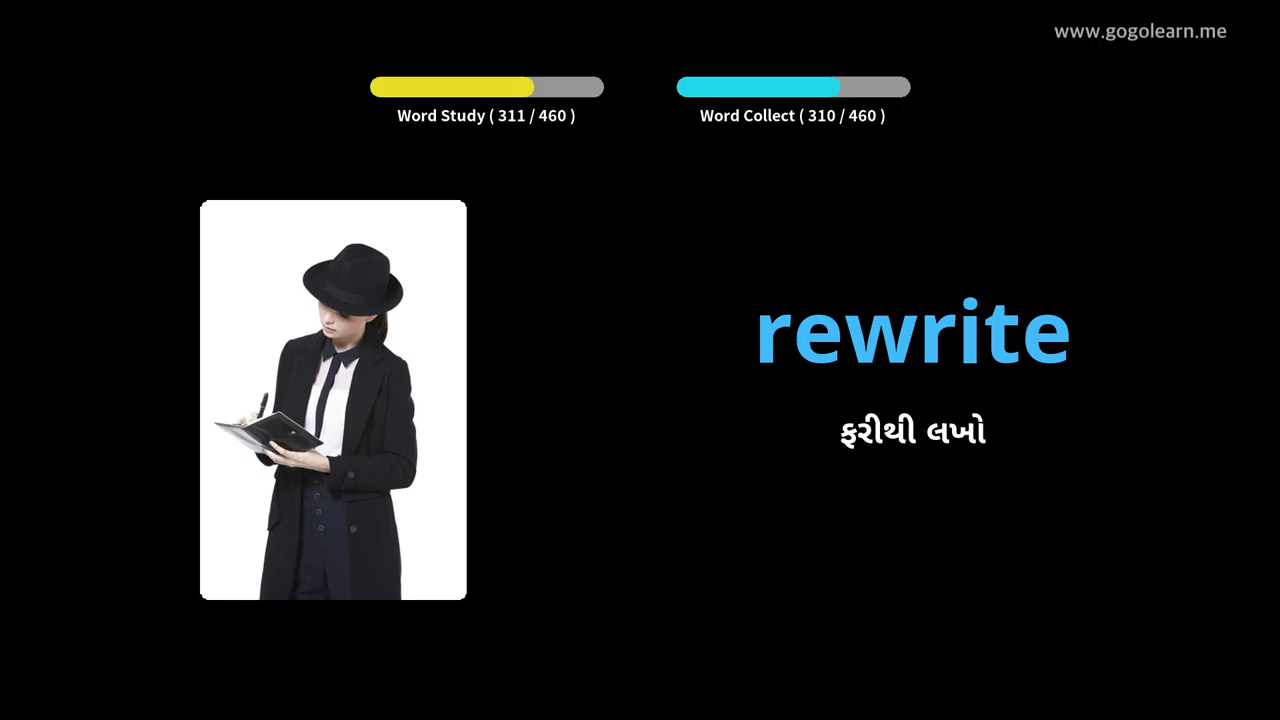 www.gogolearn.me
Word Study ( 311 / 460 )
Word Collect ( 310 / 460 )
rewrite
ફરીથી લખો